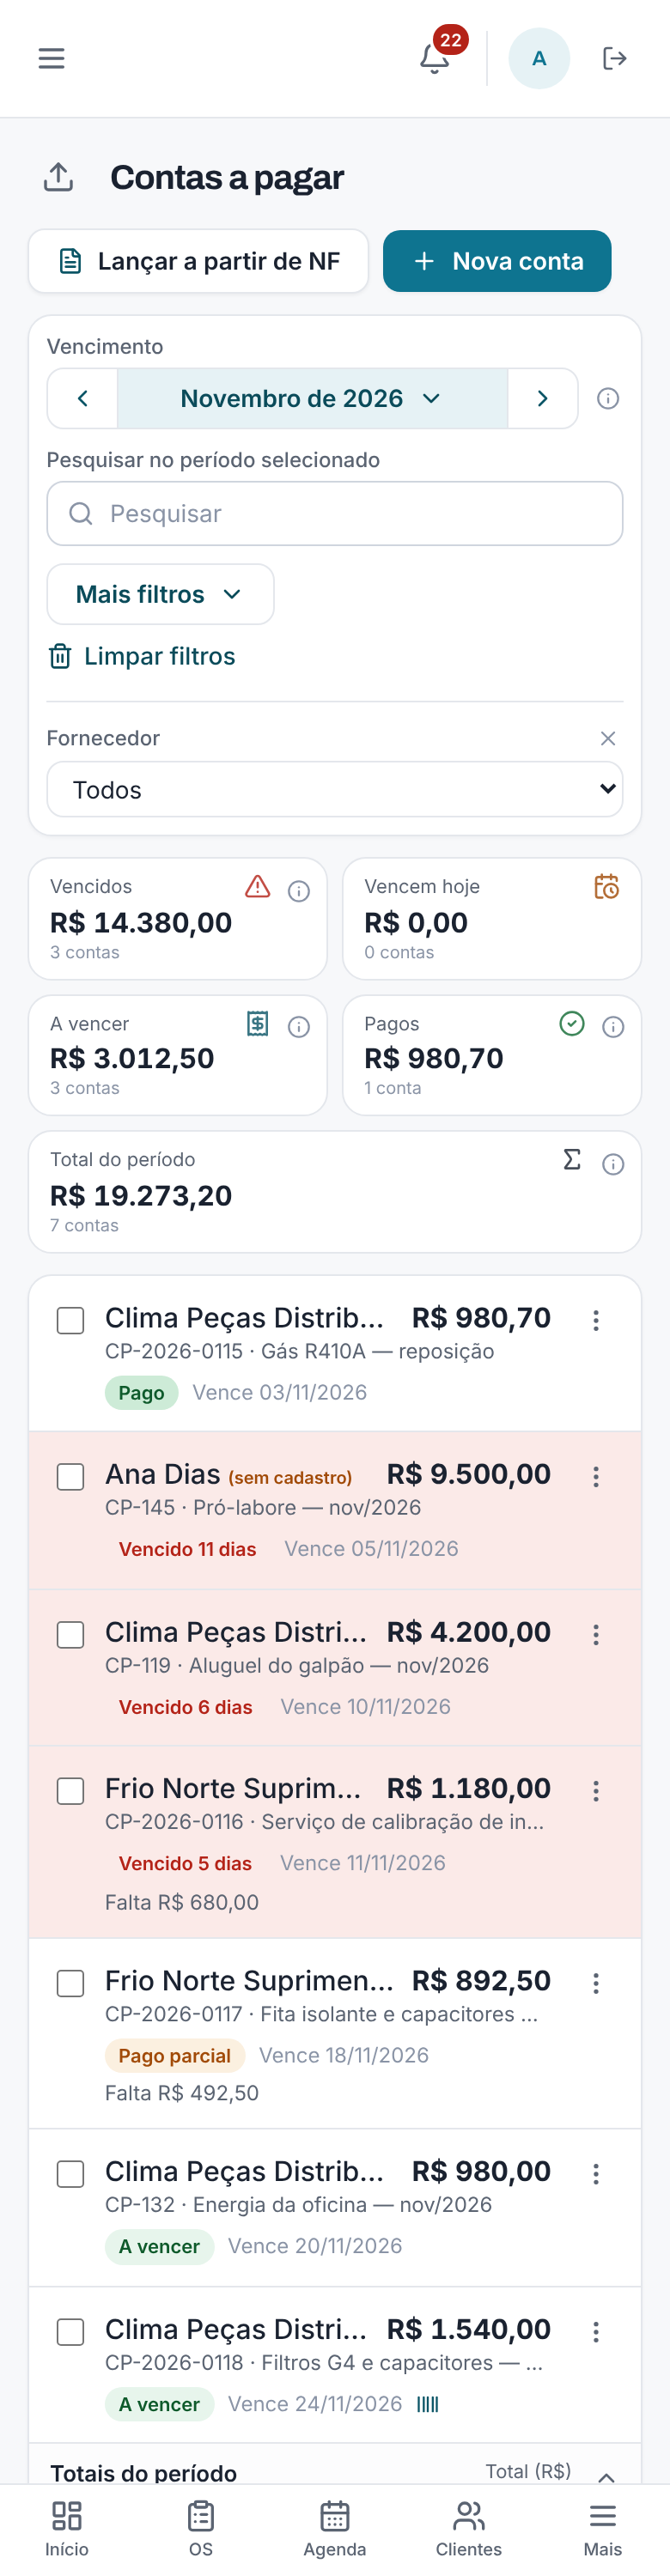 22
A
Contas a pagar
Lançar a partir de NF
Nova conta
Vencimento
Novembro de 2026
Pesquisar no período selecionado
Pesquisar
Mais filtros
Limpar filtros
Fornecedor
Todos
Vencidos
R$ 14.380,00
3 contas
Vencem hoje
R$ 0,00
0 contas
A vencer
R$ 3.012,50
3 contas
Pagos
R$ 980,70
1 conta
Total do período
R$ 19.273,20
7 contas
Clima Peças Distrib... R$ 980,70
CP-2026-0115 · Gás R410A — reposição
Pago Vence 03/11/2026
Ana Dias (sem cadastro) R$ 9.500,00
CP-145 · Pró-labore — nov/2026
Vencido 11 dias Vence 05/11/2026
Clima Peças Distri... R$ 4.200,00
CP-119 · Aluguel do galpão — nov/2026
Vencido 6 dias Vence 10/11/2026
Frio Norte Suprim... R$ 1.180,00
CP-2026-0116 · Serviço de calibração de in...
Vencido 5 dias Vence 11/11/2026
Falta R$ 680,00
Frio Norte Suprimen... R$ 892,50
CP-2026-0117 · Fita isolante e capacitores ...
Pago parcial Vence 18/11/2026
Falta R$ 492,50
Clima Peças Distrib... R$ 980,00
CP-132 · Energia da oficina — nov/2026
A vencer Vence 20/11/2026
Clima Peças Distri... R$ 1.540,00
CP-2026-0118 · Filtros G4 e capacitores — ...
A vencer Vence 24/11/2026
Totais do período Total (R$)
Início OS Agenda Clientes Mais